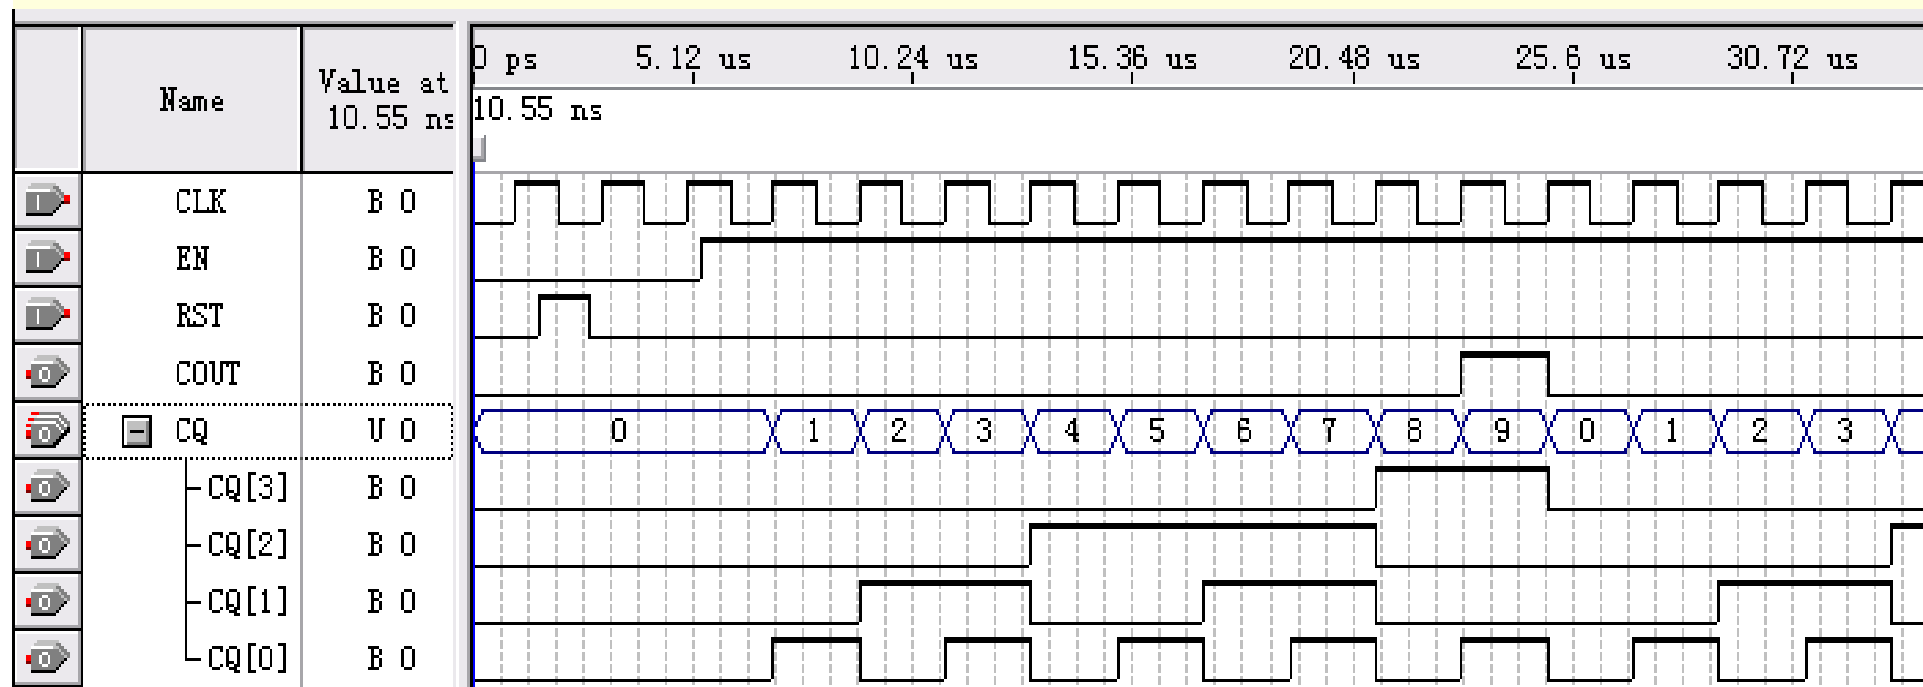 0 ps 5.12 us 10.24 us 15.36 us 20.48 us 25.6 us 30.72 us
Name
Value at
10.55 ns
10.55 ns
CLK B 0
EN B 0
RST B 0
COUT B 0
CQ U 0 0 1 2 3 4 5 6 7 8 9 0 1 2 3
CQ[3] B 0
CQ[2] B 0
CQ[1] B 0
CQ[0] B 0